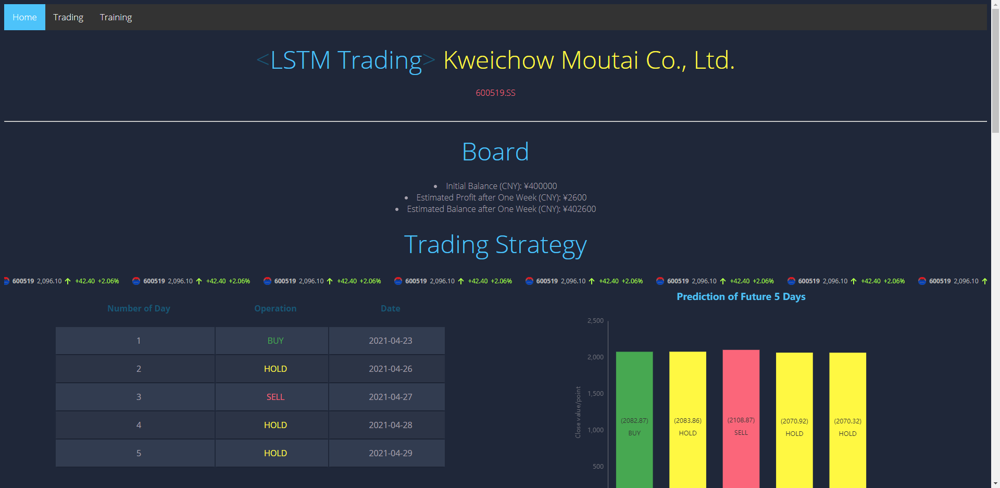 Home Trading Training
<LSTM Trading> Kweichow Moutai Co., Ltd.
600519.SS
Board
• Initial Balance (CNY): ¥400000
• Estimated Profit after One Week (CNY): ¥2600
• Estimated Balance after One Week (CNY): ¥402600
Trading Strategy
600519 2,096.10 ↑ +42.40 +2.06% 600519 2,096.10 ↑ +42.40 +2.06% 600519 2,096.10 ↑ +42.40 +2.06% 600519 2,096.10 ↑ +42.40 +2.06% 600519 2,096.10 ↑ +42.40 +2.06% 600519 2,096.10 ↑ +42.40 +2.06% 600519 2,096.10 ↑ +42.40 +2.06% 600519 2,096.10 ↑
Number of Day Operation Date
1 BUY 2021-04-23
2 HOLD 2021-04-26
3 SELL 2021-04-27
4 HOLD 2021-04-28
5 HOLD 2021-04-29
Prediction of Future 5 Days
Close value/point
2,500
2,000
1,500
1,000
500
(2082.87)
BUY
(2083.86)
HOLD
(2108.87)
SELL
(2070.92)
HOLD
(2070.32)
HOLD